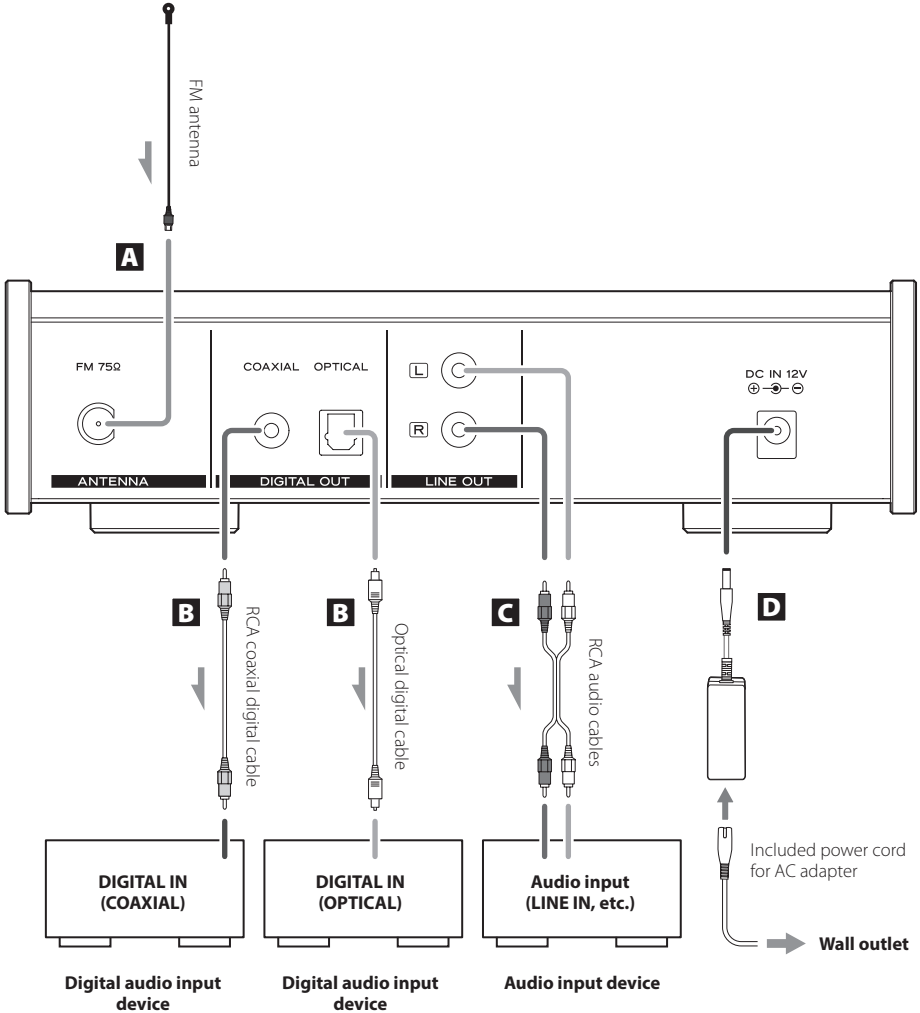 FM antenna
A
FM 75Ω
COAXIAL OPTICAL
L
R
DC IN 12V
⊕ ⊖
ANTENNA
DIGITAL OUT
LINE OUT
B
RCA coaxial digital cable
B
Optical digital cable
C
RCA audio cables
D
DIGITAL IN
(COAXIAL)
DIGITAL IN
(OPTICAL)
Audio input
(LINE IN, etc.)
Included power cord
for AC adapter
Wall outlet
Digital audio input
device
Digital audio input
device
Audio input device